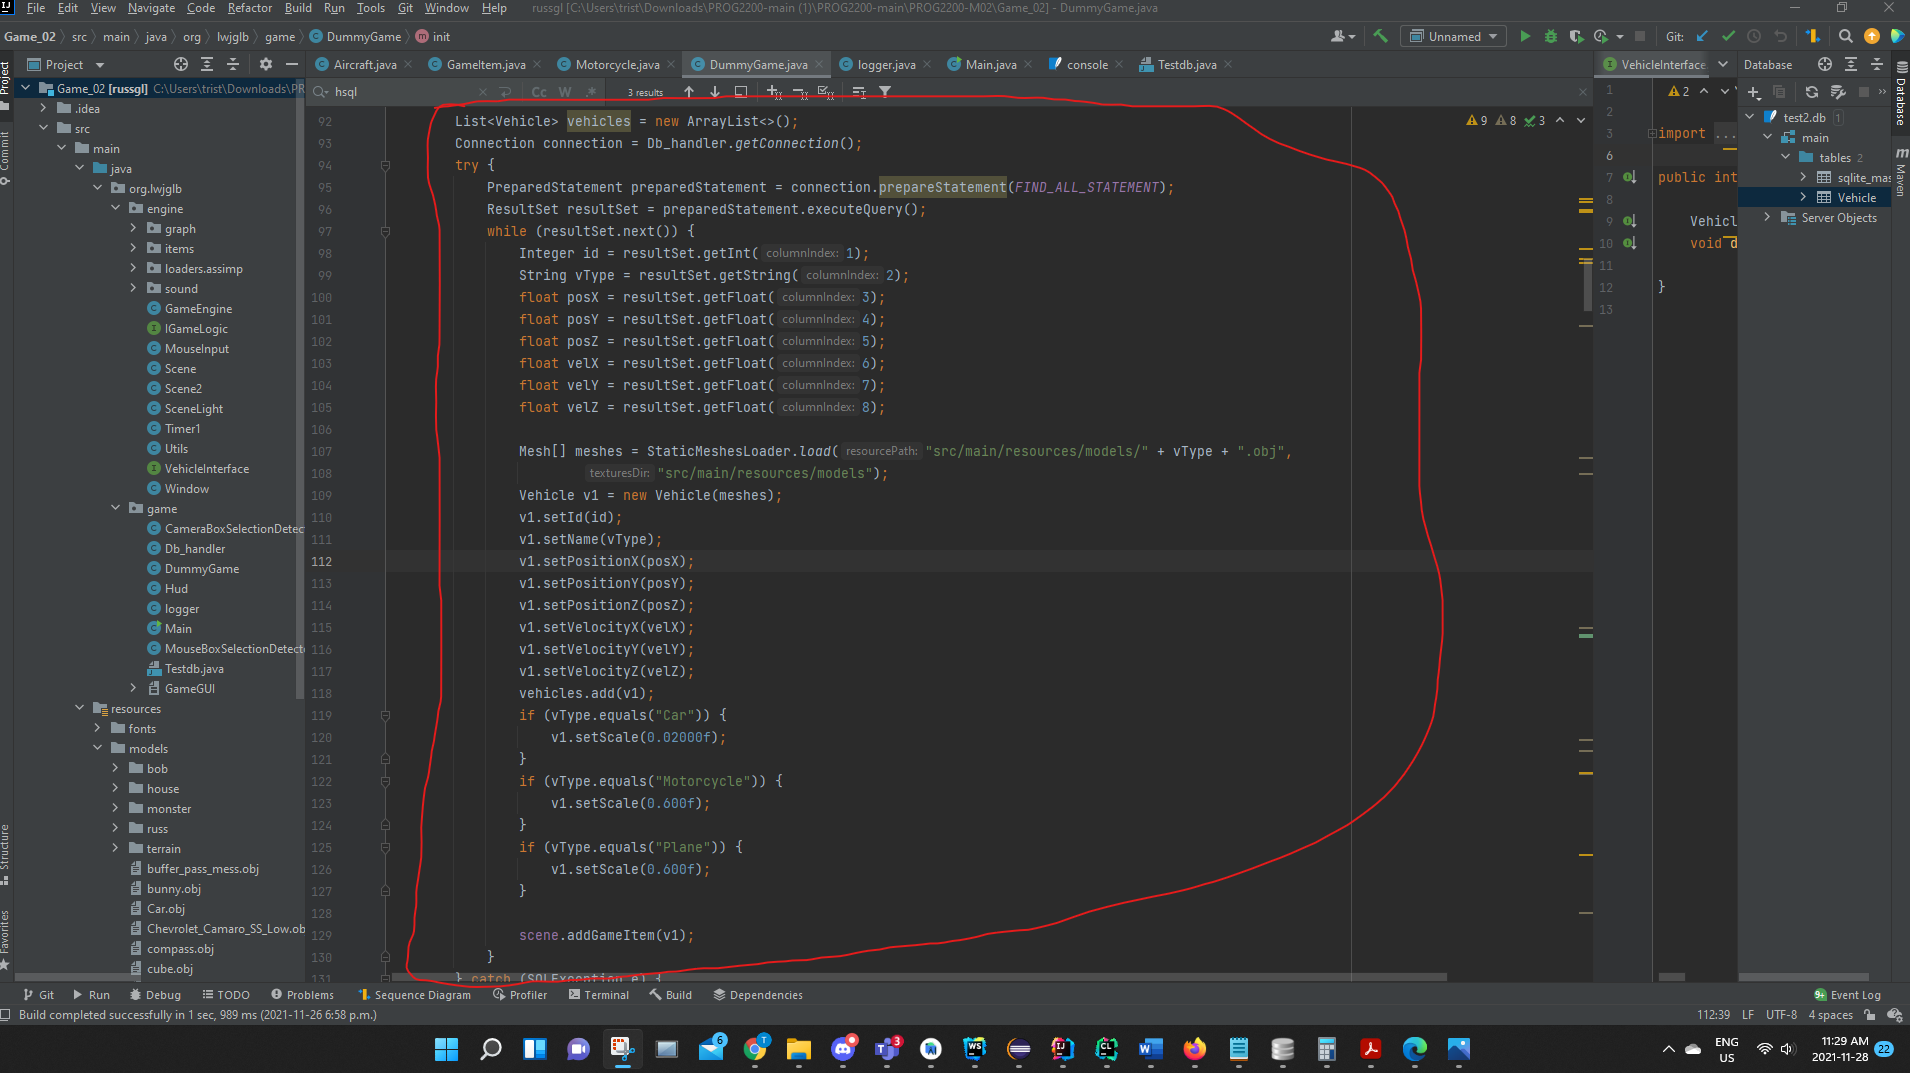 File Edit View Navigate Code Refactor Build Run Tools Git Window Help russgl [C:\Users\trist\Downloads\PROG2200-main (1)\PROG2200-main\PROG2200-M02\Game_02] - DummyGame.java
Game_02 src main java org lwjglb game DummyGame init
Unnamed Git:
Project
Aircraft.java GameItem.java Motorcycle.java DummyGame.java logger.java Main.java console Testdb.java VehicleInterface Database
hsql Cc W .* 3 results
Game_02 [russgl] C:\Users\trist\Downloads\PR
.idea
src
main
java
org.lwjglb
engine
graph
items
loaders.assimp
sound
GameEngine
IGameLogic
MouseInput
Scene
Scene2
SceneLight
Timer1
Utils
VehicleInterface
Window
game
CameraBoxSelectionDetec
Db_handler
DummyGame
Hud
logger
Main
MouseBoxSelectionDetecto
Testdb.java
GameGUI
resources
fonts
models
bob
house
monster
russ
terrain
buffer_pass_mess.obj
bunny.obj
Car.obj
Chevrolet_Camaro_SS_Low.ob
compass.obj
cube.obj
92 List<Vehicle> vehicles = new ArrayList<>();
93 Connection connection = Db_handler.getConnection();
94 try {
95 PreparedStatement preparedStatement = connection.prepareStatement(FIND_ALL_STATEMENT);
96 ResultSet resultSet = preparedStatement.executeQuery();
97 while (resultSet.next()) {
98 Integer id = resultSet.getInt( columnIndex: 1);
99 String vType = resultSet.getString( columnIndex: 2);
100 float posX = resultSet.getFloat( columnIndex: 3);
101 float posY = resultSet.getFloat( columnIndex: 4);
102 float posZ = resultSet.getFloat( columnIndex: 5);
103 float velX = resultSet.getFloat( columnIndex: 6);
104 float velY = resultSet.getFloat( columnIndex: 7);
105 float velZ = resultSet.getFloat( columnIndex: 8);
106
107 Mesh[] meshes = StaticMeshesLoader.load( resourcePath: "src/main/resources/models/" + vType + ".obj",
108 texturesDir: "src/main/resources/models");
109 Vehicle v1 = new Vehicle(meshes);
110 v1.setId(id);
111 v1.setName(vType);
112 v1.setPositionX(posX);
113 v1.setPositionY(posY);
114 v1.setPositionZ(posZ);
115 v1.setVelocityX(velX);
116 v1.setVelocityY(velY);
117 v1.setVelocityZ(velZ);
118 vehicles.add(v1);
119 if (vType.equals("Car")) {
120 v1.setScale(0.02000f);
121 }
122 if (vType.equals("Motorcycle")) {
123 v1.setScale(0.600f);
124 }
125 if (vType.equals("Plane")) {
126 v1.setScale(0.600f);
127 }
128
129 scene.addGameItem(v1);
130 }
131 } catch (SQLException e) {
9 8 3
1 2
2
3 import ...
6
7 public int
8
9 Vehicl
10 void d
11
12 }
13
test2.db 1
main
tables 2
sqlite_mas
Vehicle
Server Objects
Project
Commit
Structure
Favorites
Database
Maven
Git Run Debug TODO Problems Sequence Diagram Profiler Terminal Build Dependencies 9+ Event Log
Build completed successfully in 1 sec, 989 ms (2021-11-26 6:58 p.m.) 112:39 LF UTF-8 4 spaces
6 T 3 WS IJ CL W
ENG
US
11:29 AM
2021-11-28
22